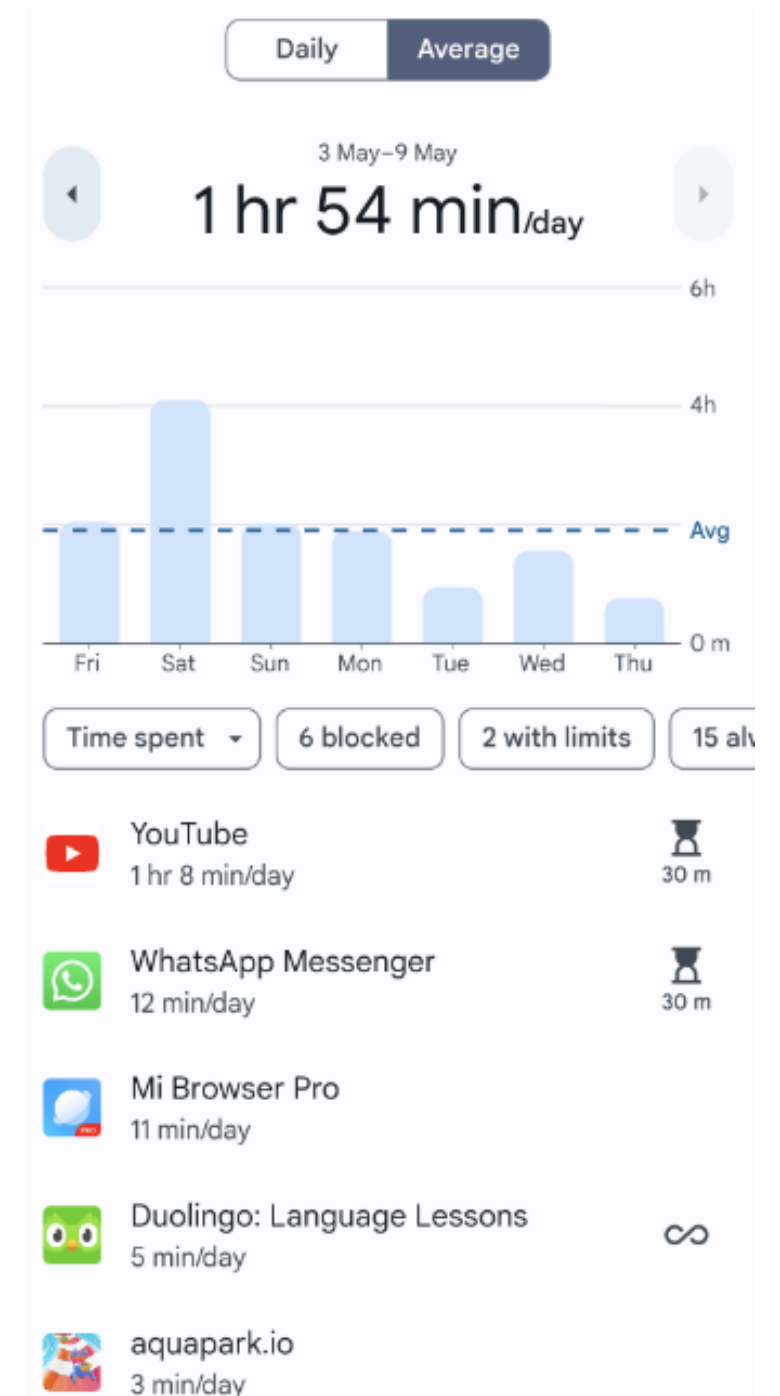 Daily Average
3 May–9 May
1 hr 54 min/day
6h
4h
Avg
0 m
Fri Sat Sun Mon Tue Wed Thu
Time spent 6 blocked 2 with limits 15 alv
YouTube
1 hr 8 min/day
30 m
WhatsApp Messenger
12 min/day
30 m
Mi Browser Pro
11 min/day
PRO
Duolingo: Language Lessons
5 min/day
aquapark.io
3 min/day